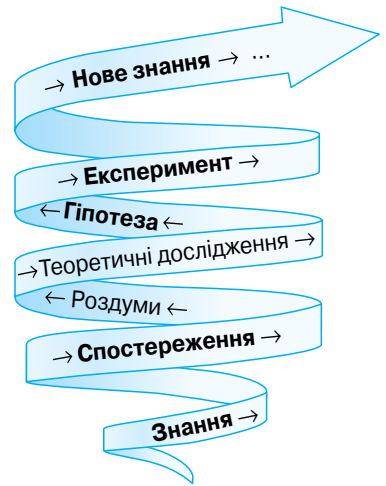 → Нове знання → ...
→ Експеримент →
← Гіпотеза ←
→ Теоретичні дослідження →
← Роздуми ←
→ Спостереження →
Знання →